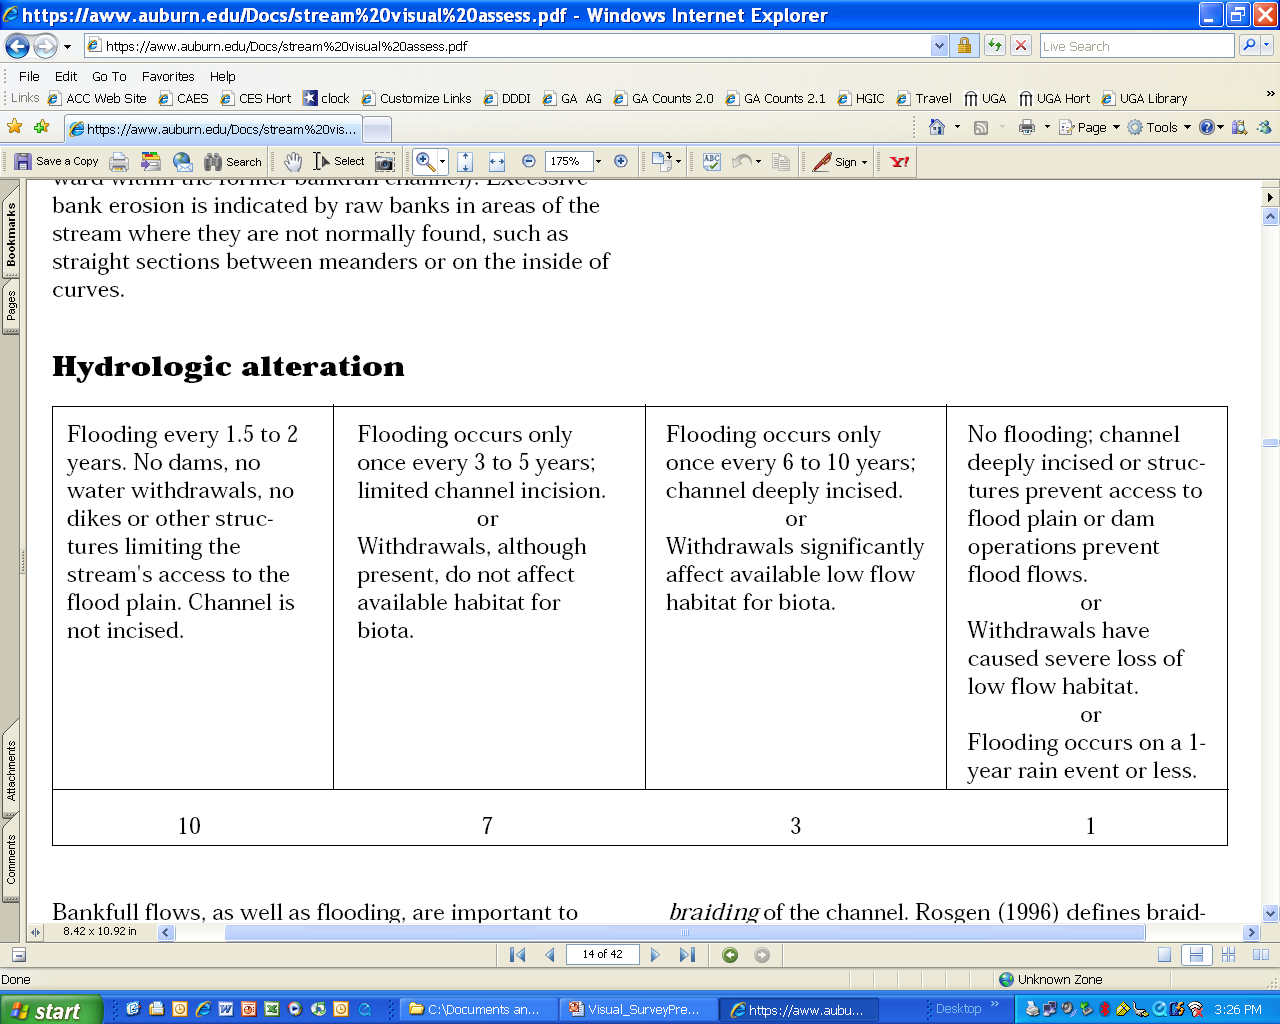 https://aww.auburn.edu/Docs/stream%20visual%20assess.pdf - Windows Internet Explorer
https://aww.auburn.edu/Docs/stream%20visual%20assess.pdf
Live Search
File Edit Go To Favorites Help
Links ACC Web Site CAES CES Hort clock Customize Links DDDI GA AG GA Counts 2.0 GA Counts 2.1 HGIC Travel UGA UGA Hort UGA Library »
https://aww.auburn.edu/Docs/stream%20vis...
Page Tools
Save a Copy Search Select 175% Sign Y!
Bookmarks
Pages
Attachments
Comments
ward within the former bankfull channel). Excessive
bank erosion is indicated by raw banks in areas of the
stream where they are not normally found, such as
straight sections between meanders or on the inside of
curves.
Hydrologic alteration
Flooding every 1.5 to 2
years. No dams, no
water withdrawals, no
dikes or other struc-
tures limiting the
stream's access to the
flood plain. Channel is
not incised.
10
Flooding occurs only
once every 3 to 5 years;
limited channel incision.
or
Withdrawals, although
present, do not affect
available habitat for
biota.
7
Flooding occurs only
once every 6 to 10 years;
channel deeply incised.
or
Withdrawals significantly
affect available low flow
habitat for biota.
3
No flooding; channel
deeply incised or struc-
tures prevent access to
flood plain or dam
operations prevent
flood flows.
or
Withdrawals have
caused severe loss of
low flow habitat.
or
Flooding occurs on a 1-
year rain event or less.
1
Bankfull flows, as well as flooding, are important to
braiding of the channel. Rosgen (1996) defines braid-
8.42 x 10.92 in
14 of 42
Done
Unknown Zone
start
C:\Documents an...
Visual_SurveyPre...
https://aww.aubu...
Desktop »
3:26 PM